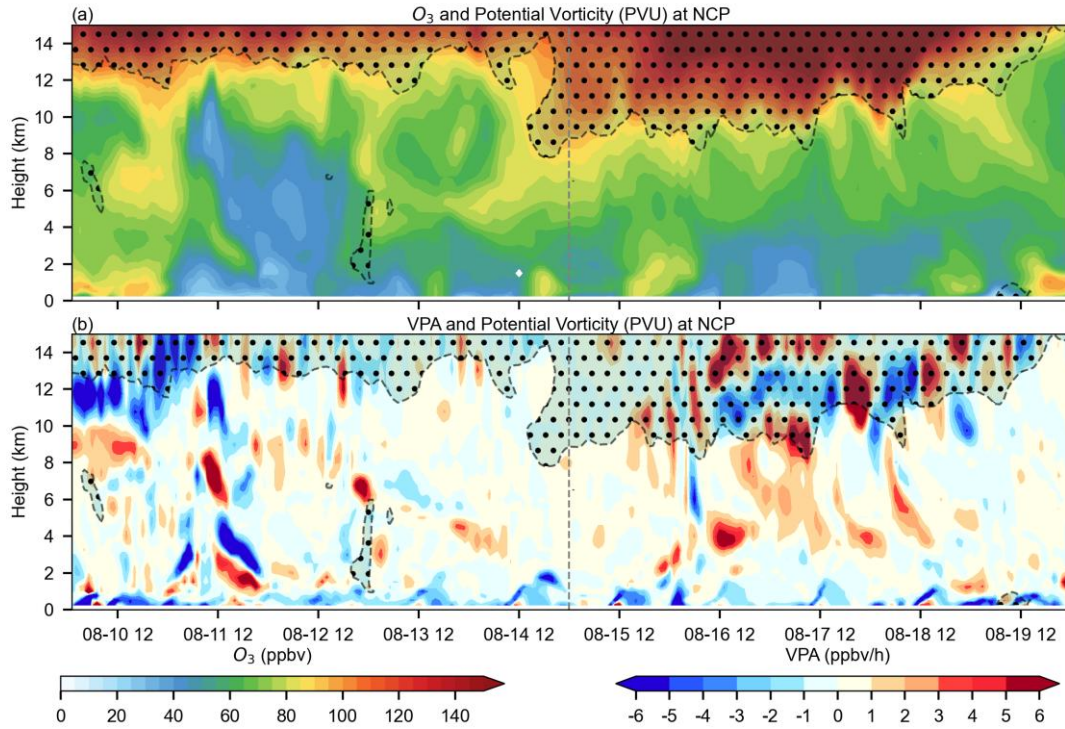 (a)
O₃ and Potential Vorticity (PVU) at NCP
14
12
10
8
6
4
2
0
Height (km)
08-10 12
08-11 12
08-12 12
08-13 12
08-14 12
08-15 12
08-16 12
08-17 12
08-18 12
08-19 12
(b)
VPA and Potential Vorticity (PVU) at NCP
14
12
10
8
6
4
2
0
Height (km)
O₃ (ppbv)
0 20 40 60 80 100 120 140
VPA (ppbv/h)
-6 -5 -4 -3 -2 -1 0 1 2 3 4 5 6